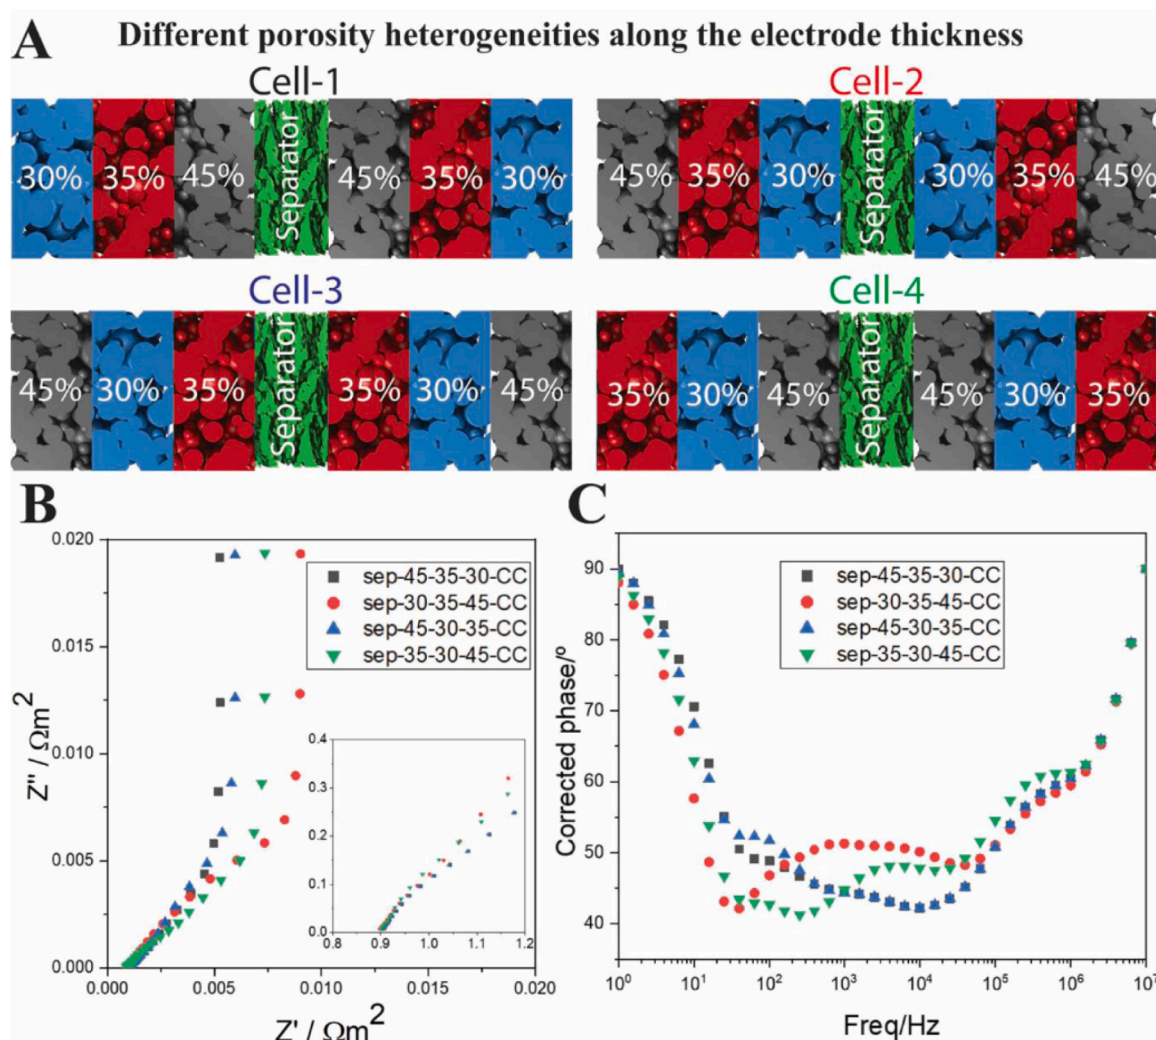 A Different porosity heterogeneities along the electrode thickness
Cell-1 Cell-2
30% 35% 45% Separator 45% 35% 30%
45% 35% 30% Separator 30% 35% 45%
Cell-3 Cell-4
45% 30% 35% Separator 35% 30% 45%
35% 30% 45% Separator 45% 30% 35%
B
0.020
0.015
0.010
0.005
0.000
Z'' / Ωm²
sep-45-35-30-CC
sep-30-35-45-CC
sep-45-30-35-CC
sep-35-30-45-CC
0.4
0.3
0.2
0.1
0.0
0.8 0.9 1.0 1.1 1.2
0.000 0.005 0.010 0.015 0.020
Z' / Ωm²
C
90
80
70
60
50
40
Corrected phase/º
sep-45-35-30-CC
sep-30-35-45-CC
sep-45-30-35-CC
sep-35-30-45-CC
10⁰ 10¹ 10² 10³ 10⁴ 10⁵ 10⁶ 10⁷
Freq/Hz